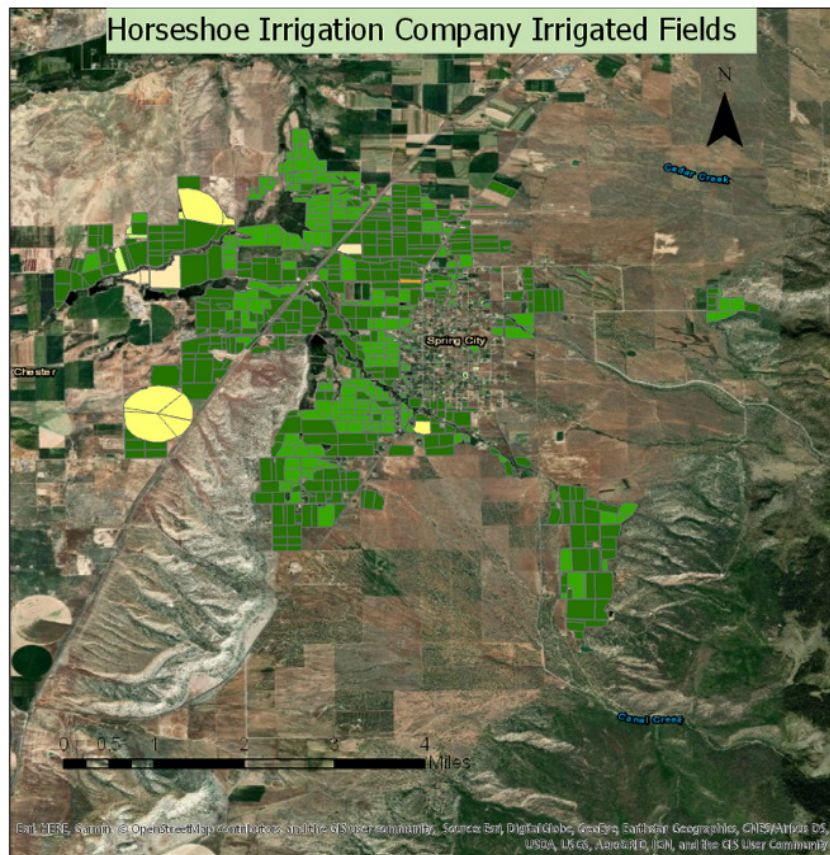 Horseshoe Irrigation Company Irrigated Fields
N
Cedar Creek
Spring City
Chester
Canal Creek
0 0.5 1 2 3 4
Miles
Esri, HERE, Garmin, © OpenStreetMap contributors, and the GIS user community, Source: Esri, DigitalGlobe, GeoEye, Earthstar Geographics, CNES/Airbus DS,
USDA, USGS, AeroGRID, IGN, and the GIS User Community